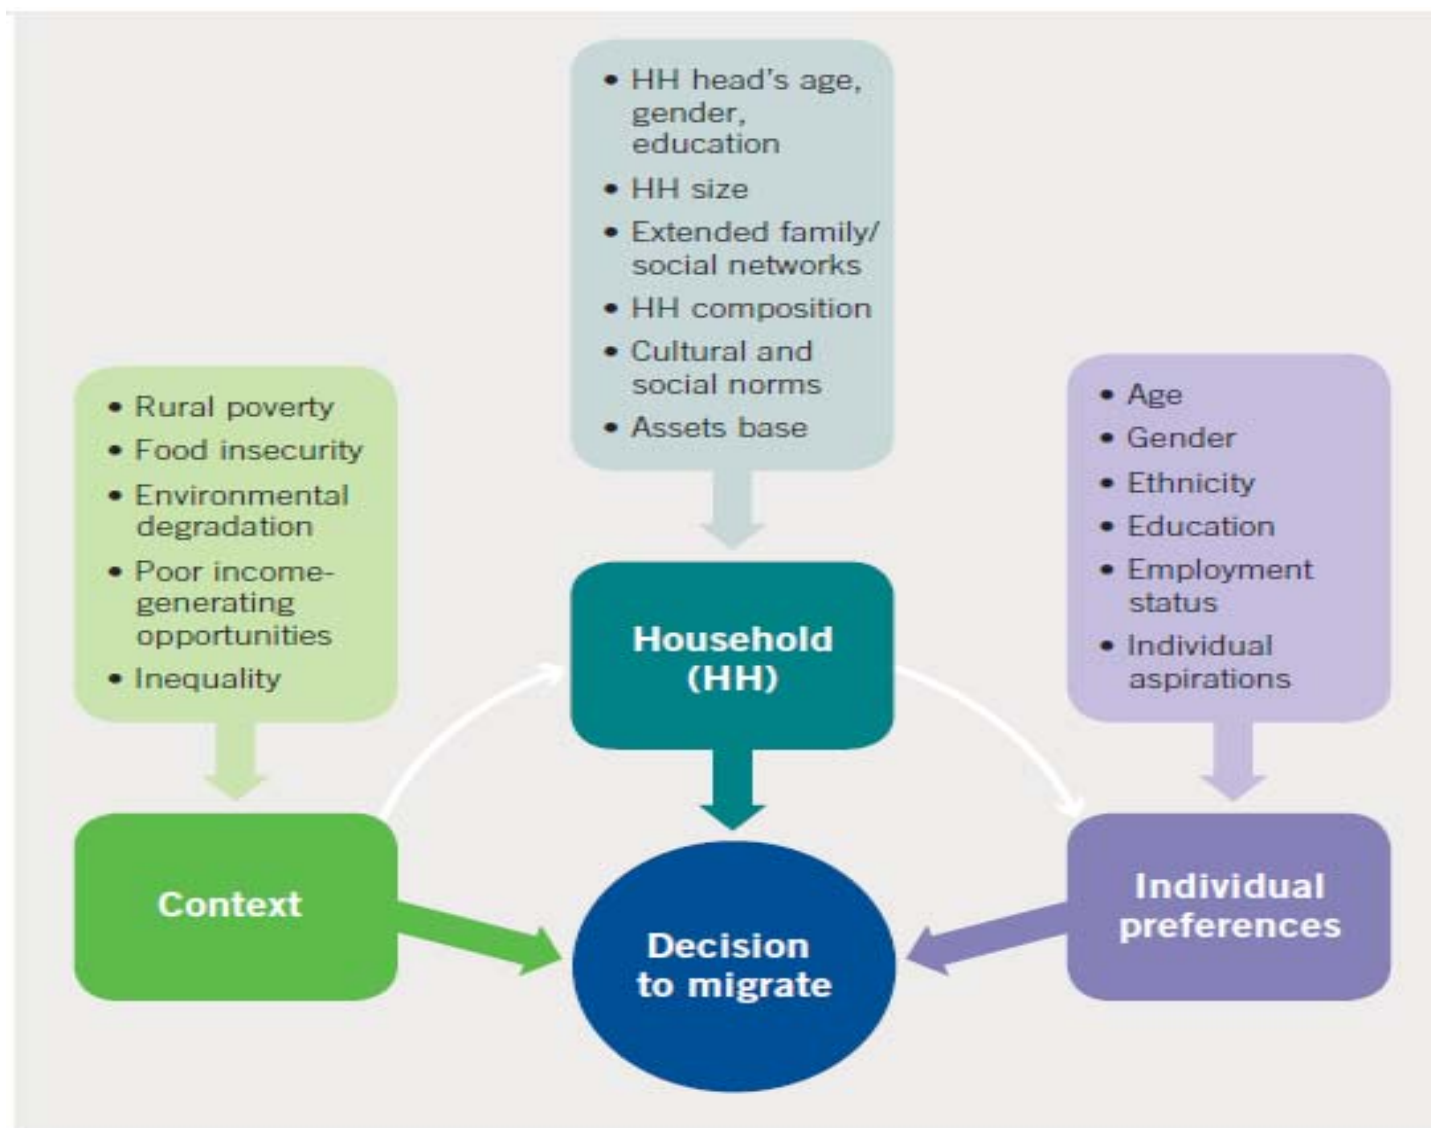 • HH head's age,
gender,
education
• HH size
• Extended family/
social networks
• HH composition
• Cultural and
social norms
• Assets base
• Rural poverty
• Food insecurity
• Environmental
degradation
• Poor income-
generating
opportunities
• Inequality
• Age
• Gender
• Ethnicity
• Education
• Employment
status
• Individual
aspirations
Household
(HH)
Context
Decision
to migrate
Individual
preferences